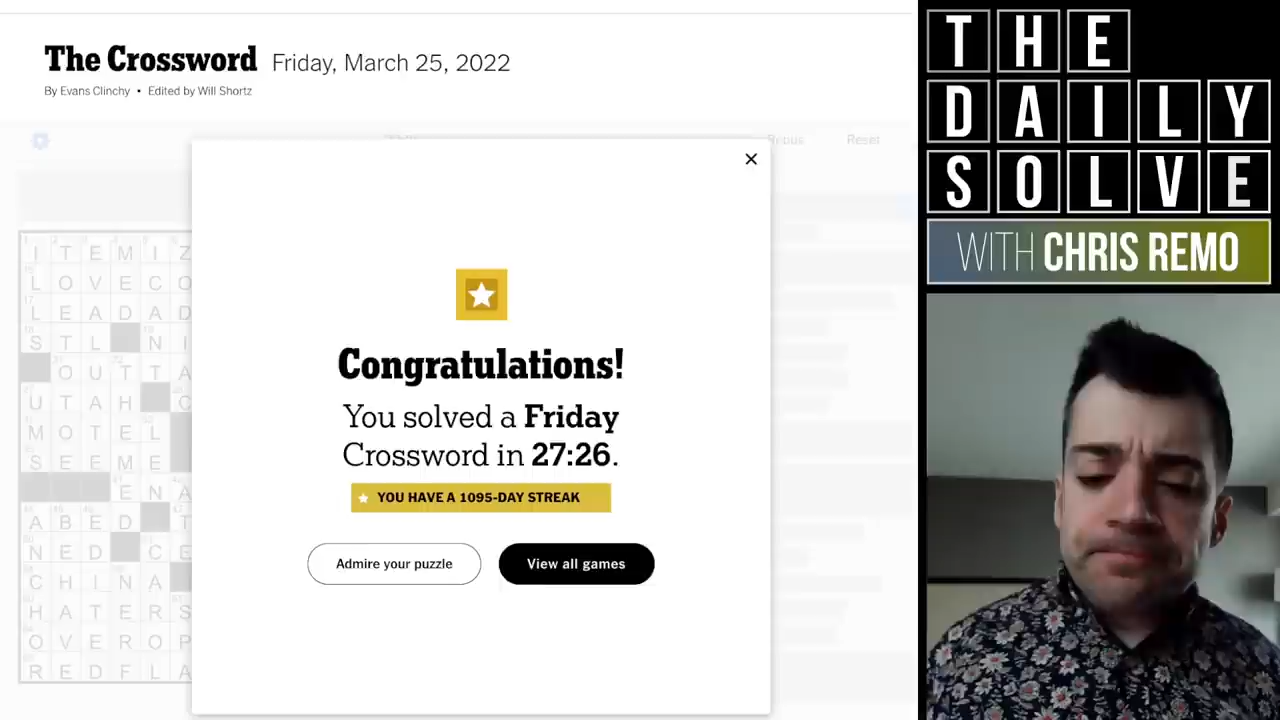 The Crossword Friday, March 25, 2022
By Evans Clinchy • Edited by Will Shortz
Rebus Reset
×
Congratulations!
You solved a Friday
Crossword in 27:26.
YOU HAVE A 1095-DAY STREAK
Admire your puzzle
View all games
I T E M I Z
L O V E C O
L E A D A D
S T L N I
O U T T A
U T A H C
M O T E L
S E E M E
E N A
A B E D T
N E D C E
C H I N A
H A T E R S
O V E R O P
R E D F L A
THE
DAILY
SOLVE
WITH CHRIS REMO